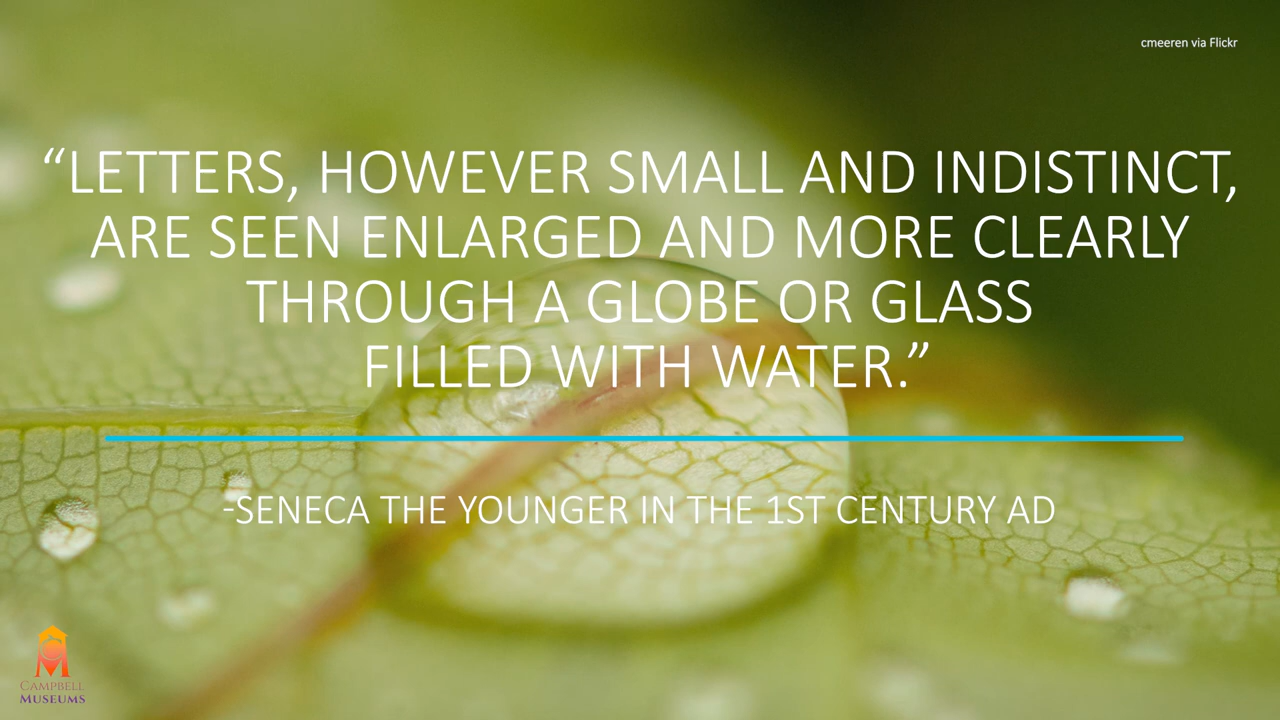 cmeeren via Flickr
“LETTERS, HOWEVER SMALL AND INDISTINCT,
ARE SEEN ENLARGED AND MORE CLEARLY
THROUGH A GLOBE OR GLASS
FILLED WITH WATER.”
-SENECA THE YOUNGER IN THE 1ST CENTURY AD
CAMPBELL
MUSEUMS